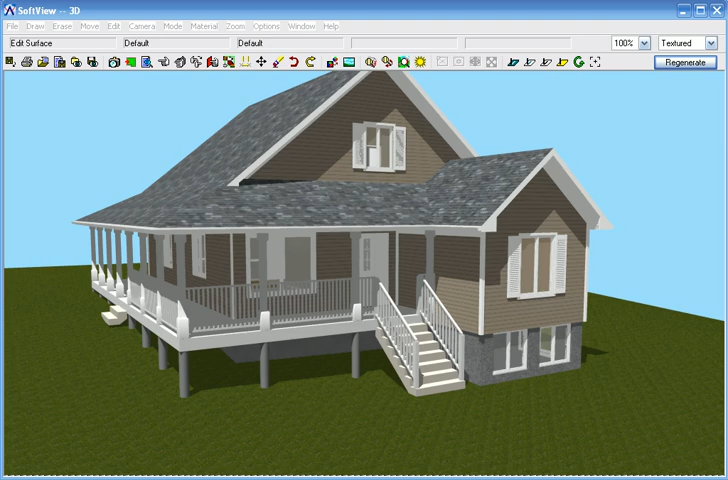 SoftView -- 3D
File Draw Erase Move Edit Camera Mode Material Zoom Options Window Help
Edit Surface Default Default 100% Textured
Regenerate